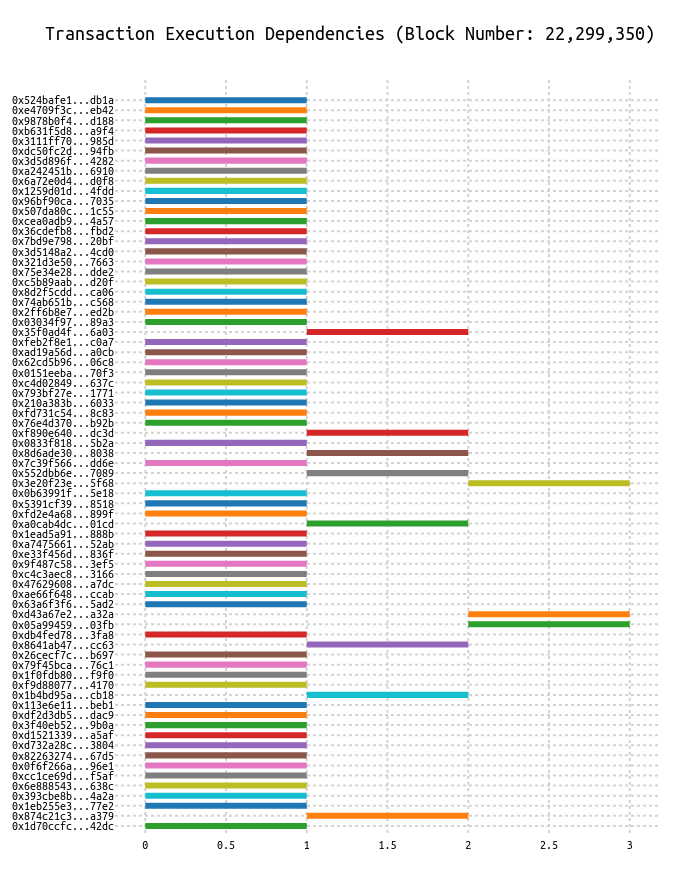 Transaction Execution Dependencies (Block Number: 22,299,350)
0x524bafe1...db1a
0xe4709f3c...eb42
0x9878b0f4...d188
0xb631f5d8...a9f4
0x3111ff70...985d
0xdc50fc2d...94fb
0x3d5d896f...4282
0xa242451b...6910
0x6a72e0d4...d0f8
0x1259d01d...4fdd
0x96bf90ca...7035
0x507da80c...1c55
0xcea0adb9...4a57
0x36cdefb8...fbd2
0x7bd9e798...20bf
0x3d5148a2...4cd0
0x321d3e50...7663
0x75e34e28...dde2
0xc5b89aab...d20f
0x8d2f5cdd...ca06
0x74ab651b...c568
0x2ff6b8e7...ed2b
0x03034f97...89a3
0x35f0ad4f...6a03
0xfeb2f8e1...c0a7
0xad19a56d...a0cb
0x62cd5b96...06c8
0x0151eeba...70f3
0xc4d02849...637c
0x793bf27e...1771
0x210a383b...6033
0xfd731c54...8c83
0x76e4d370...b92b
0xf890e640...dc3d
0x0833f818...5b2a
0x8d6ade30...8038
0x7c39f566...dd6e
0x552dbb6e...7089
0x3e20f23e...5f68
0x0b63991f...5e18
0x5391cf39...8518
0xfd2e4a68...899f
0xa0cab4dc...01cd
0x1ead5a91...888b
0xa7475661...52ab
0xe33f456d...836f
0x9f487c58...3ef5
0xc4c3aec8...3166
0x47629608...a7dc
0xae66f648...ccab
0x63a6f3f6...5ad2
0xd43a67e2...a32a
0x05a99459...03fb
0xdb4fed78...3fa8
0x8641ab47...cc63
0x26cecf7c...b697
0x79f45bca...76c1
0x1f0fdb80...f9f0
0xf9d88077...4170
0x1b4bd95a...cb18
0x113e6e11...beb1
0xdf2d3db5...dac9
0x3f40eb52...9b0a
0xd1521339...a5af
0xd732a28c...3804
0x82263274...67d5
0x0f6f266a...96e1
0xcc1ce69d...f5af
0x6e888543...638c
0x393cbe8b...4a2a
0x1eb255e3...77e2
0x874c21c3...a379
0x1d70ccfc...42dc
0 0.5 1 1.5 2 2.5 3